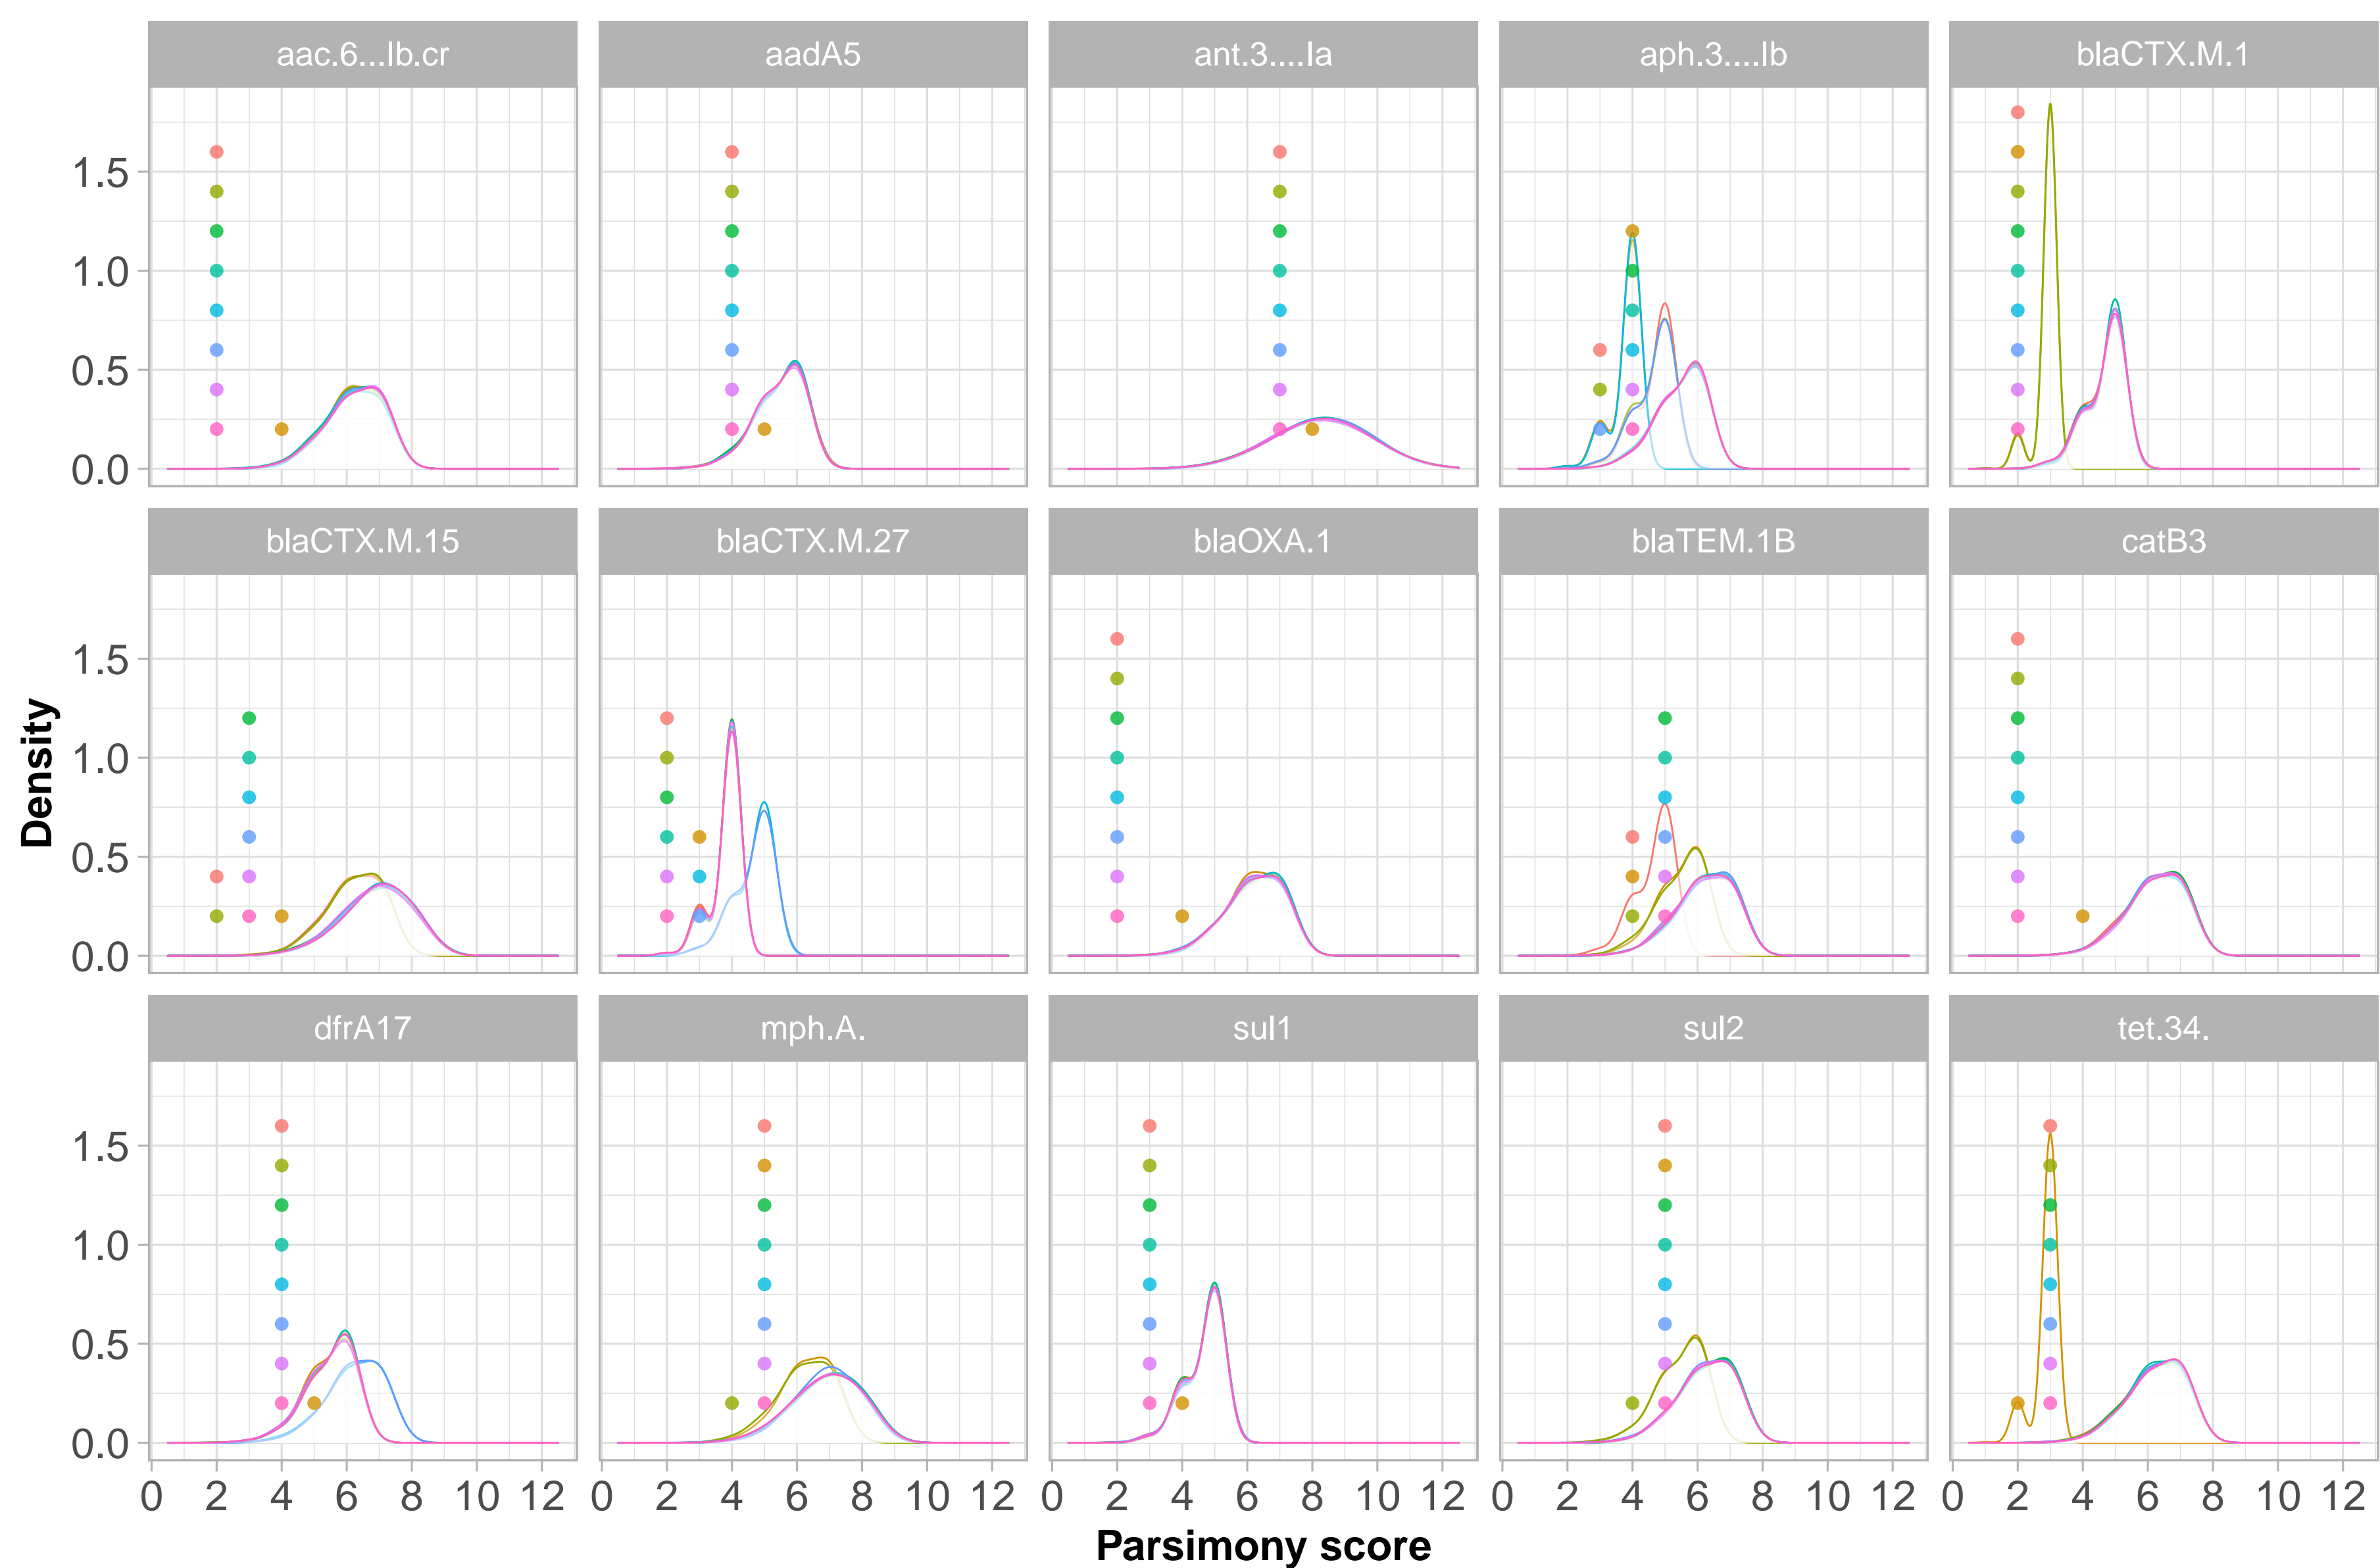 aac.6...Ib.cr aadA5 ant.3....Ia aph.3....Ib blaCTX.M.1
1.5
1.0
0.5
0.0
blaCTX.M.15 blaCTX.M.27 blaOXA.1 blaTEM.1B catB3
1.5
1.0
0.5
0.0
Density
dfrA17 mph.A. sul1 sul2 tet.34.
1.5
1.0
0.5
0.0
0 2 4 6 8 10 12 0 2 4 6 8 10 12 0 2 4 6 8 10 12 0 2 4 6 8 10 12 0 2 4 6 8 10 12
Parsimony score